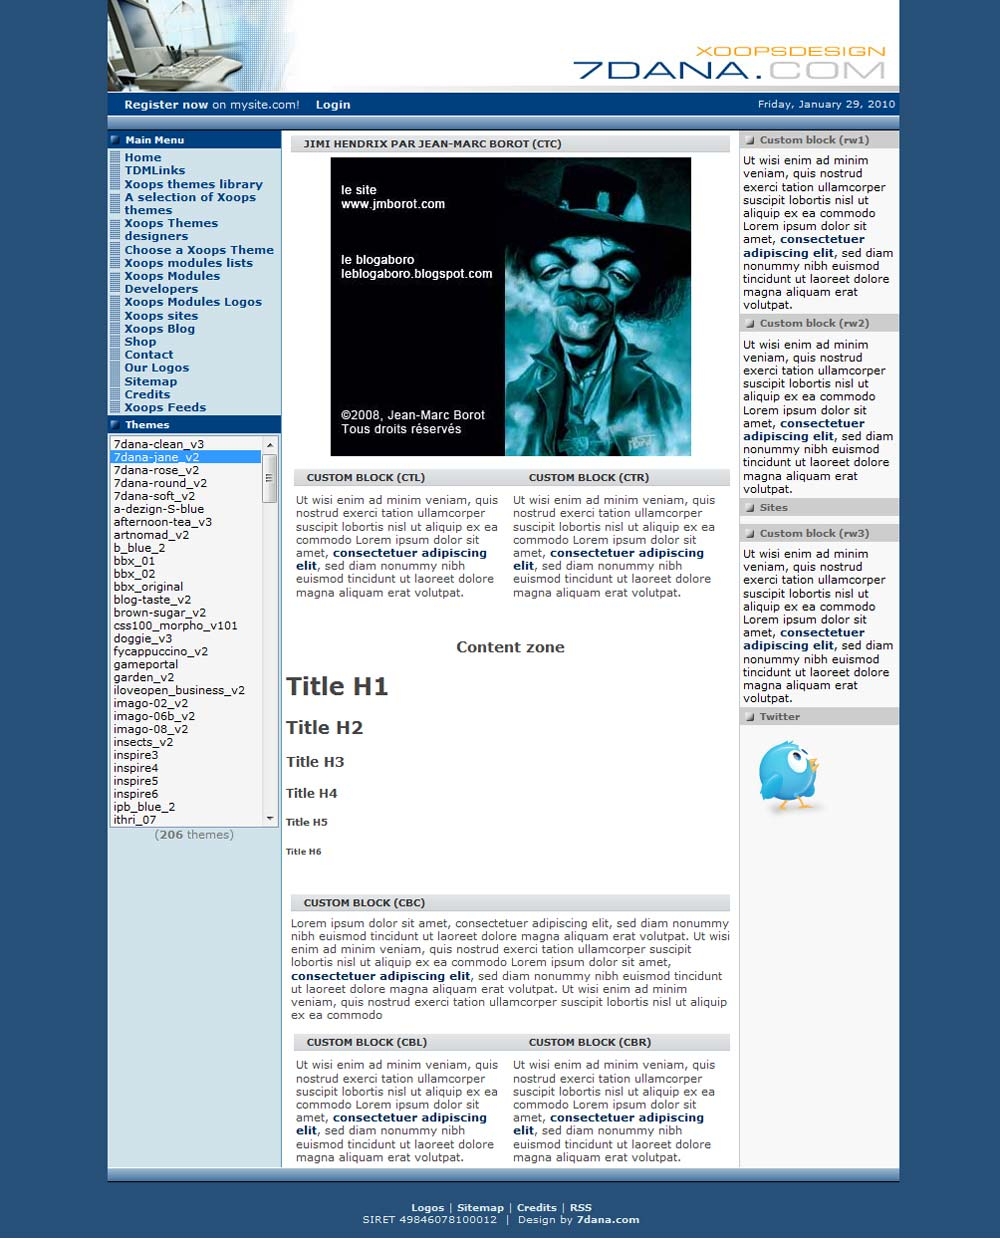 XOOPSDESIGN
7DANA.COM
Register now on mysite.com! Login
Friday, January 29, 2010
Main Menu
Home
TDMLinks
Xoops themes library
A selection of Xoops
themes
Xoops Themes
designers
Choose a Xoops Theme
Xoops modules lists
Xoops Modules
Developers
Xoops Modules Logos
Xoops sites
Xoops Blog
Shop
Contact
Our Logos
Sitemap
Credits
Xoops Feeds
Themes
7dana-clean_v3
7dana-jane_v2
7dana-rose_v2
7dana-round_v2
7dana-soft_v2
a-dezign-S-blue
afternoon-tea_v3
artnomad_v2
b_blue_2
bbx_01
bbx_02
bbx_original
blog-taste_v2
brown-sugar_v2
css100_morpho_v101
doggie_v3
fycappuccino_v2
gameportal
garden_v2
iloveopen_business_v2
imago-02_v2
imago-06b_v2
imago-08_v2
insects_v2
inspire3
inspire4
inspire5
inspire6
ipb_blue_2
ithri_07
(206 themes)
JIMI HENDRIX PAR JEAN-MARC BOROT (CTC)
le site
www.jmborot.com
le blogaboro
leblogaboro.blogspot.com
©2008, Jean-Marc Borot
Tous droits réservés
CUSTOM BLOCK (CTL)
Ut wisi enim ad minim veniam, quis
nostrud exerci tation ullamcorper
suscipit lobortis nisl ut aliquip ex ea
commodo Lorem ipsum dolor sit
amet, consectetuer adipiscing
elit, sed diam nonummy nibh
euismod tincidunt ut laoreet dolore
magna aliquam erat volutpat.
CUSTOM BLOCK (CTR)
Ut wisi enim ad minim veniam, quis
nostrud exerci tation ullamcorper
suscipit lobortis nisl ut aliquip ex ea
commodo Lorem ipsum dolor sit
amet, consectetuer adipiscing
elit, sed diam nonummy nibh
euismod tincidunt ut laoreet dolore
magna aliquam erat volutpat.
Content zone
Title H1
Title H2
Title H3
Title H4
Title H5
Title H6
CUSTOM BLOCK (CBC)
Lorem ipsum dolor sit amet, consectetuer adipiscing elit, sed diam nonummy
nibh euismod tincidunt ut laoreet dolore magna aliquam erat volutpat. Ut wisi
enim ad minim veniam, quis nostrud exerci tation ullamcorper suscipit
lobortis nisl ut aliquip ex ea commodo Lorem ipsum dolor sit amet,
consectetuer adipiscing elit, sed diam nonummy nibh euismod tincidunt
ut laoreet dolore magna aliquam erat volutpat. Ut wisi enim ad minim
veniam, quis nostrud exerci tation ullamcorper suscipit lobortis nisl ut aliquip
ex ea commodo
CUSTOM BLOCK (CBL)
Ut wisi enim ad minim veniam, quis
nostrud exerci tation ullamcorper
suscipit lobortis nisl ut aliquip ex ea
commodo Lorem ipsum dolor sit
amet, consectetuer adipiscing
elit, sed diam nonummy nibh
euismod tincidunt ut laoreet dolore
magna aliquam erat volutpat.
CUSTOM BLOCK (CBR)
Ut wisi enim ad minim veniam, quis
nostrud exerci tation ullamcorper
suscipit lobortis nisl ut aliquip ex ea
commodo Lorem ipsum dolor sit
amet, consectetuer adipiscing
elit, sed diam nonummy nibh
euismod tincidunt ut laoreet dolore
magna aliquam erat volutpat.
Custom block (rw1)
Ut wisi enim ad minim
veniam, quis nostrud
exerci tation ullamcorper
suscipit lobortis nisl ut
aliquip ex ea commodo
Lorem ipsum dolor sit
amet, consectetuer
adipiscing elit, sed diam
nonummy nibh euismod
tincidunt ut laoreet dolore
magna aliquam erat
volutpat.
Custom block (rw2)
Ut wisi enim ad minim
veniam, quis nostrud
exerci tation ullamcorper
suscipit lobortis nisl ut
aliquip ex ea commodo
Lorem ipsum dolor sit
amet, consectetuer
adipiscing elit, sed diam
nonummy nibh euismod
tincidunt ut laoreet dolore
magna aliquam erat
volutpat.
Sites
Custom block (rw3)
Ut wisi enim ad minim
veniam, quis nostrud
exerci tation ullamcorper
suscipit lobortis nisl ut
aliquip ex ea commodo
Lorem ipsum dolor sit
amet, consectetuer
adipiscing elit, sed diam
nonummy nibh euismod
tincidunt ut laoreet dolore
magna aliquam erat
volutpat.
Twitter
Logos | Sitemap | Credits | RSS
SIRET 49846078100012 | Design by 7dana.com